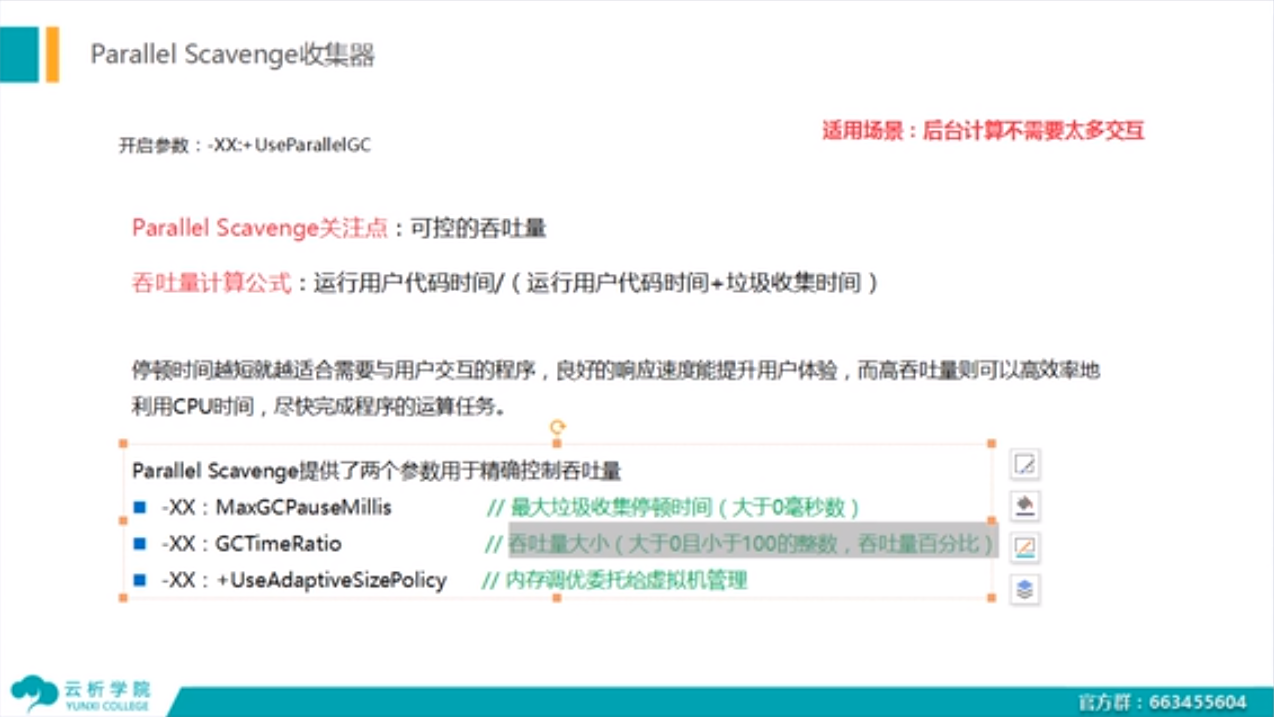 Parallel Scavenge收集器
开启参数：-XX:+UseParallelGC
适用场景：后台计算不需要太多交互
Parallel Scavenge关注点：可控的吞吐量
吞吐量计算公式：运行用户代码时间/（运行用户代码时间+垃圾收集时间）
停顿时间越短就越适合需要与用户交互的程序，良好的响应速度能提升用户体验，而高吞吐量则可以高效率地
利用CPU时间，尽快完成程序的运算任务。
Parallel Scavenge提供了两个参数用于精确控制吞吐量
-XX：MaxGCPauseMillis // 最大垃圾收集停顿时间（大于0毫秒数）
-XX：GCTimeRatio // 吞吐量大小（大于0且小于100的整数，吞吐量百分比）
-XX：+UseAdaptiveSizePolicy // 内存调优委托给虚拟机管理
云析学院
YUNXI COLLEGE
官方群：663455604